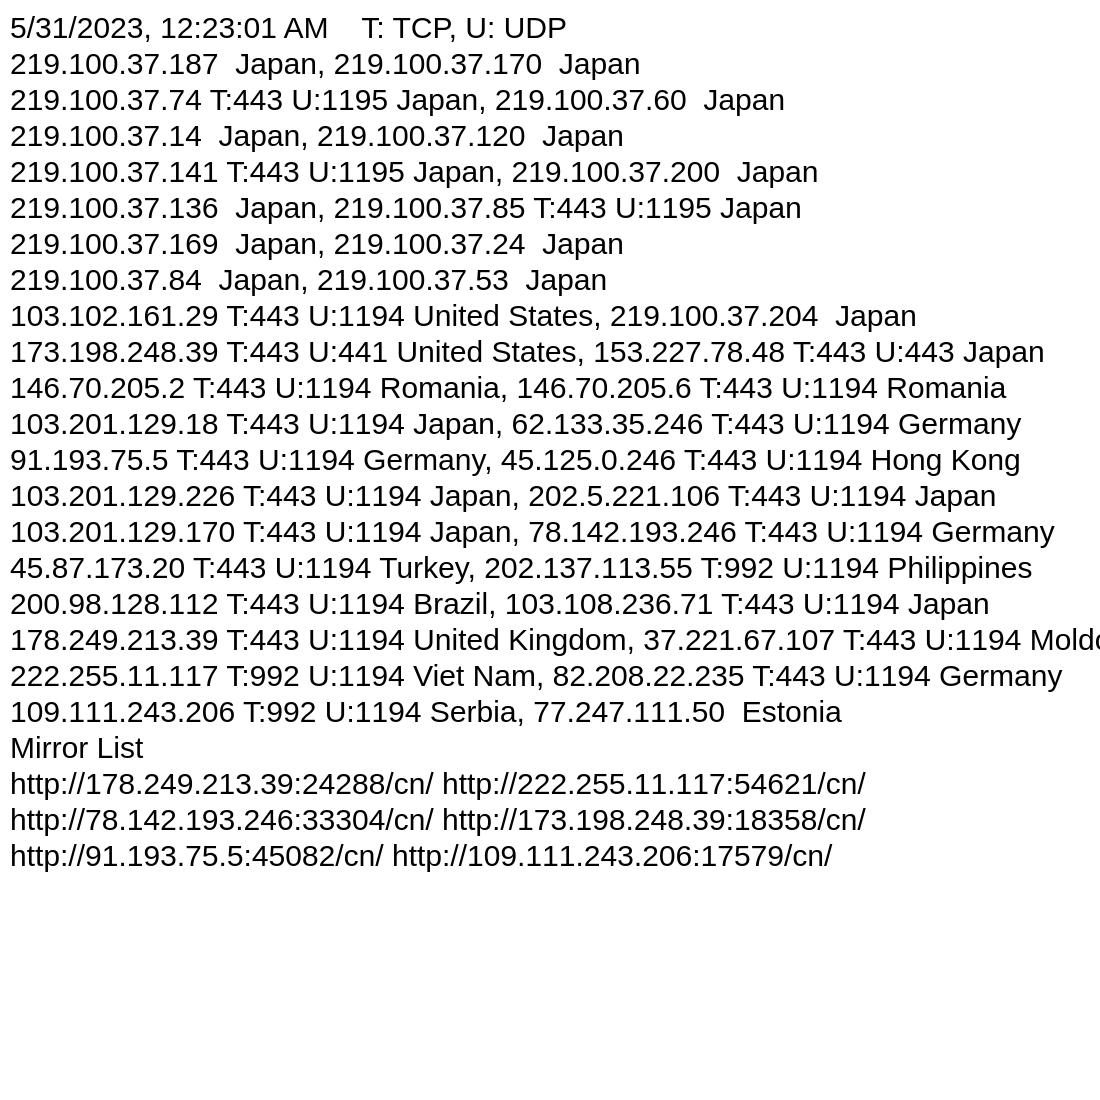 5/31/2023, 12:23:01 AM    T: TCP, U: UDP
219.100.37.187  Japan, 219.100.37.170  Japan
219.100.37.74 T:443 U:1195 Japan, 219.100.37.60  Japan
219.100.37.14  Japan, 219.100.37.120  Japan
219.100.37.141 T:443 U:1195 Japan, 219.100.37.200  Japan
219.100.37.136  Japan, 219.100.37.85 T:443 U:1195 Japan
219.100.37.169  Japan, 219.100.37.24  Japan
219.100.37.84  Japan, 219.100.37.53  Japan
103.102.161.29 T:443 U:1194 United States, 219.100.37.204  Japan
173.198.248.39 T:443 U:441 United States, 153.227.78.48 T:443 U:443 Japan
146.70.205.2 T:443 U:1194 Romania, 146.70.205.6 T:443 U:1194 Romania
103.201.129.18 T:443 U:1194 Japan, 62.133.35.246 T:443 U:1194 Germany
91.193.75.5 T:443 U:1194 Germany, 45.125.0.246 T:443 U:1194 Hong Kong
103.201.129.226 T:443 U:1194 Japan, 202.5.221.106 T:443 U:1194 Japan
103.201.129.170 T:443 U:1194 Japan, 78.142.193.246 T:443 U:1194 Germany
45.87.173.20 T:443 U:1194 Turkey, 202.137.113.55 T:992 U:1194 Philippines
200.98.128.112 T:443 U:1194 Brazil, 103.108.236.71 T:443 U:1194 Japan
178.249.213.39 T:443 U:1194 United Kingdom, 37.221.67.107 T:443 U:1194
222.255.11.117 T:992 U:1194 Viet Nam, 82.208.22.235 T:443 U:1194 Germany
109.111.243.206 T:992 U:1194 Serbia, 77.247.111.50  Estonia
Mirror List
http://178.249.213.39:24288/cn/ http://222.255.11.117:54621/cn/
http://78.142.193.246:33304/cn/ http://173.198.248.39:18358/cn/
http://91.193.75.5:45082/cn/ http://109.111.243.206:17579/cn/